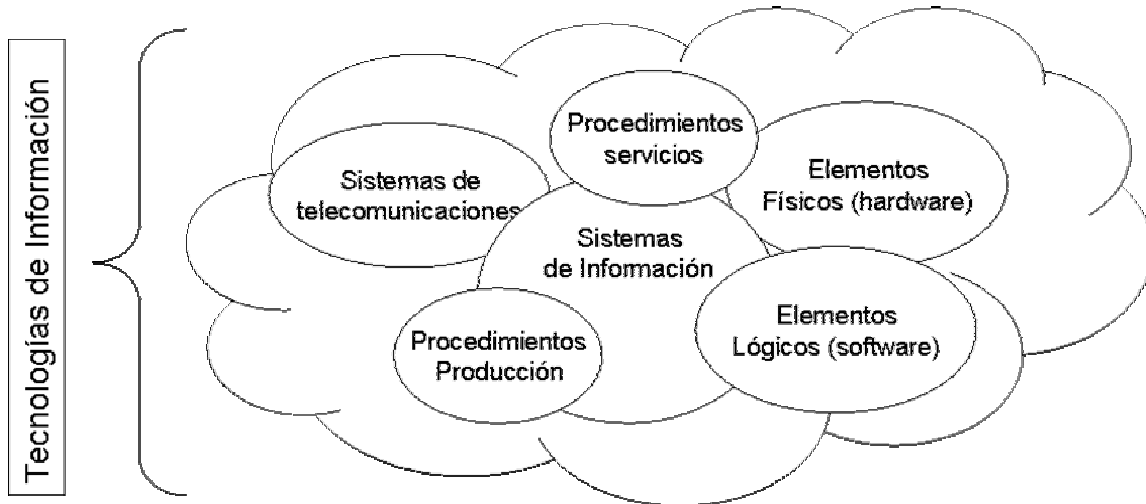 Tecnologías de Información
Procedimientos
servicios
Sistemas de
telecomunicaciones
Elementos
Físicos (hardware)
Sistemas
de Información
Elementos
Lógicos (software)
Procedimientos
Producción